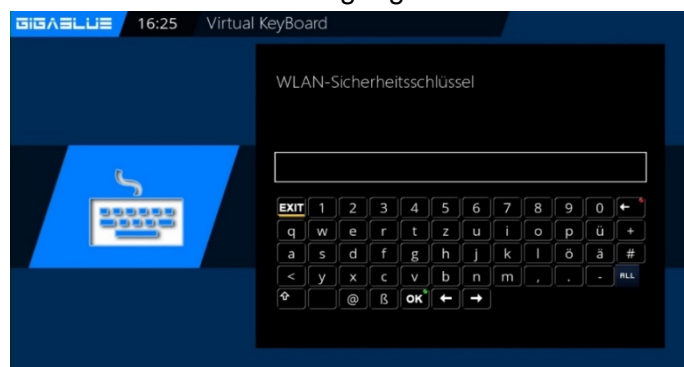 GIGABLUE 16:25 Virtual KeyBoard
WLAN-Sicherheitsschlüssel
EXIT 1 2 3 4 5 6 7 8 9 0 ←
q w e r t z u i o p ü +
a s d f g h j k l ö ä #
< y x c v b n m , . - ALL
⇧ @ ß OK ← →